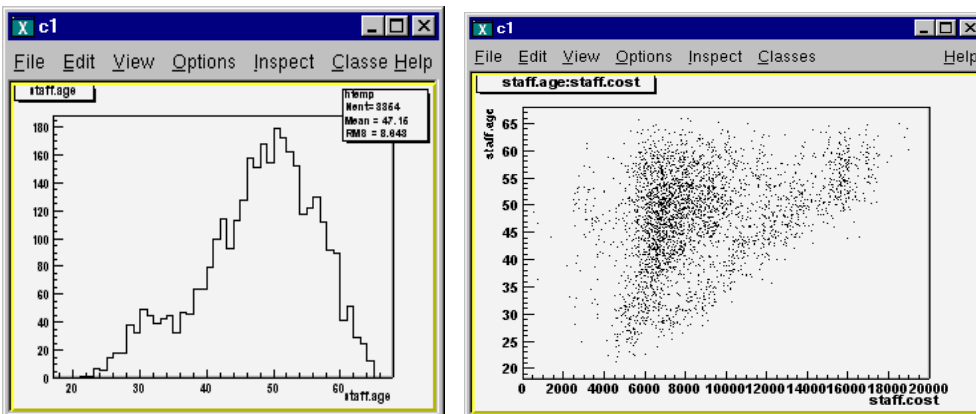 c1
File Edit View Options Inspect Classe Help
staff.age
htemp
Nent= 3354
Mean = 47.15
RMS = 8.643
180
160
140
120
100
80
60
40
20
0
20 30 40 50 60
staff.age
c1
File Edit View Options Inspect Classes Help
staff.age:staff.cost
staff.age
65
60
55
50
45
40
35
30
25
20
0 2000 4000 6000 8000 10000 12000 14000 16000 18000 20000
staff.cost